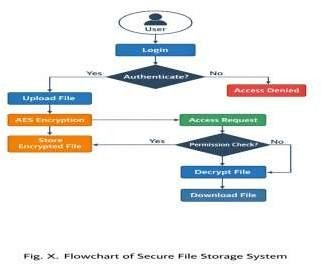 User
Login
Yes
Authenticate?
No
Upload File
Access Denied
AES Encryption
Access Request
Store
Encrypted File
Yes
Permission Check?
No
Decrypt File
Download File
Fig. X. Flowchart of Secure File Storage System